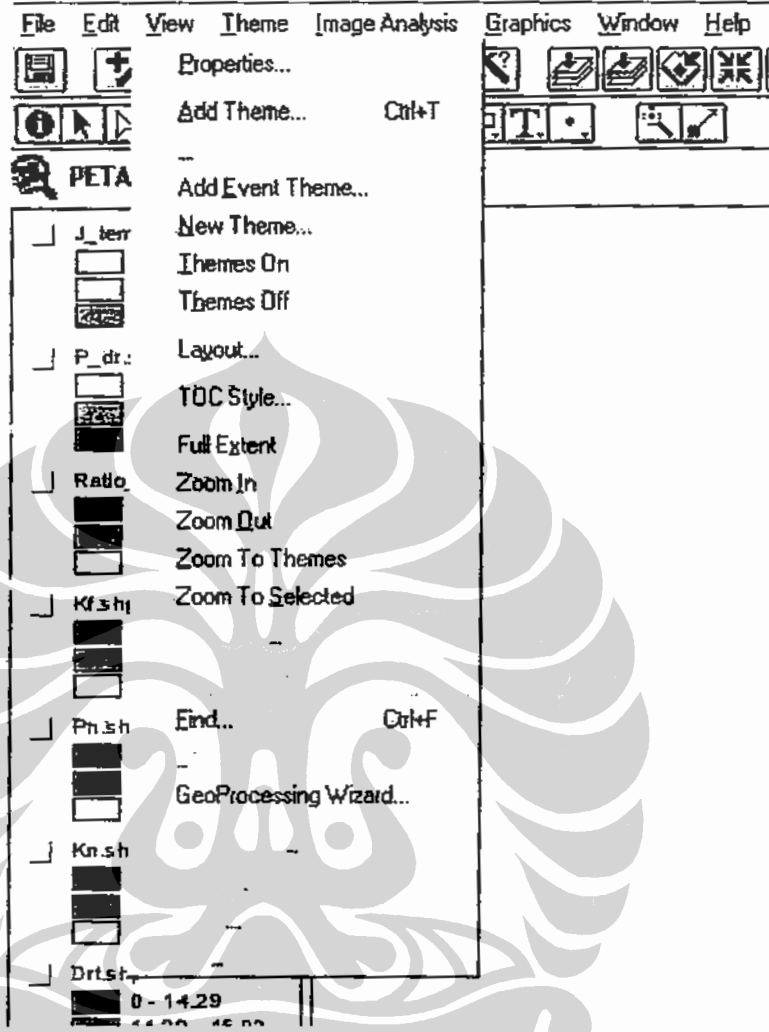 File Edit View Theme Image Analysis Graphics Window Help
Properties...
Add Theme... Ctrl+T
PETA
Add Event Theme...
New Theme...
J_tem
Themes On
Themes Off
Layout...
P_dr.
TOC Style...
Full Extent
Ratio_
Zoom In
Zoom Out
Zoom To Themes
Zoom To Selected
Kf.shp
Find... Ctrl+F
Pn.sh
GeoProcessing Wizard...
Kn.sh
Drt.sh
0 - 14.29